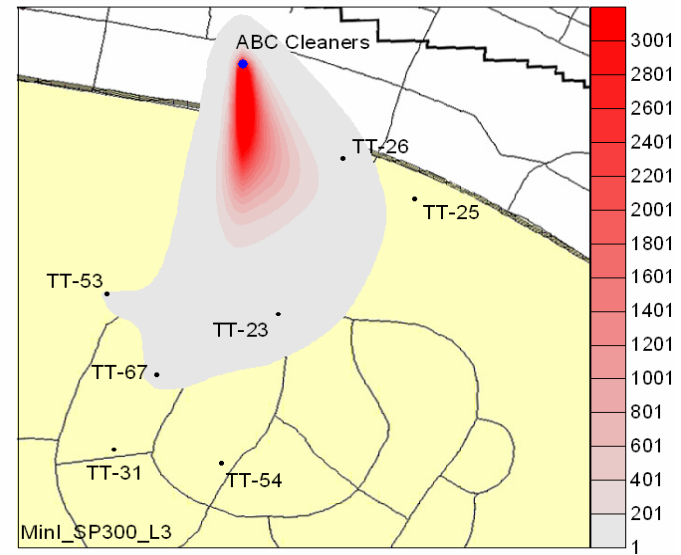 ABC Cleaners
TT-26
TT-25
TT-53
TT-23
TT-67
TT-31
TT-54
MinI_SP300_L3
3001
2801
2601
2401
2201
2001
1801
1601
1401
1201
1001
801
601
401
201
1